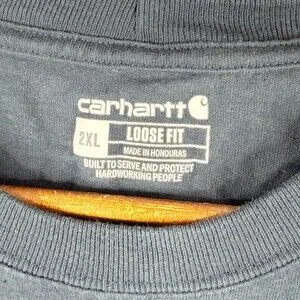 carhartt
2XL LOOSE FIT
MADE IN HONDURAS
BUILT TO SERVE AND PROTECT
HARDWORKING PEOPLE